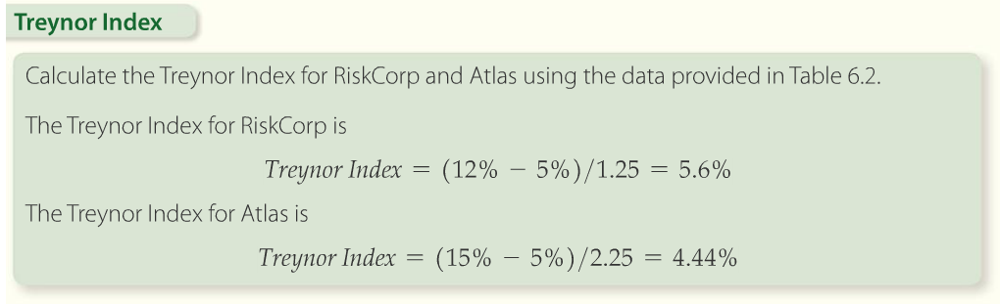 Treynor Index
Calculate the Treynor Index for RiskCorp and Atlas using the data provided in Table 6.2.
The Treynor Index for RiskCorp is
Treynor Index = (12% − 5%)/1.25 = 5.6%
The Treynor Index for Atlas is
Treynor Index = (15% − 5%)/2.25 = 4.44%